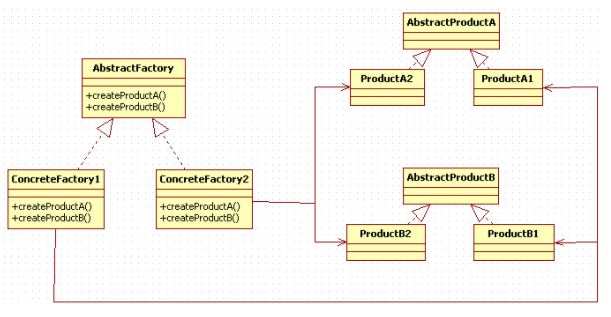 AbstractProductA
AbstractFactory
+createProductA()
+createProductB()
ProductA2
ProductA1
ConcreteFactory1
+createProductA()
+createProductB()
ConcreteFactory2
+createProductA()
+createProductB()
AbstractProductB
ProductB2
ProductB1